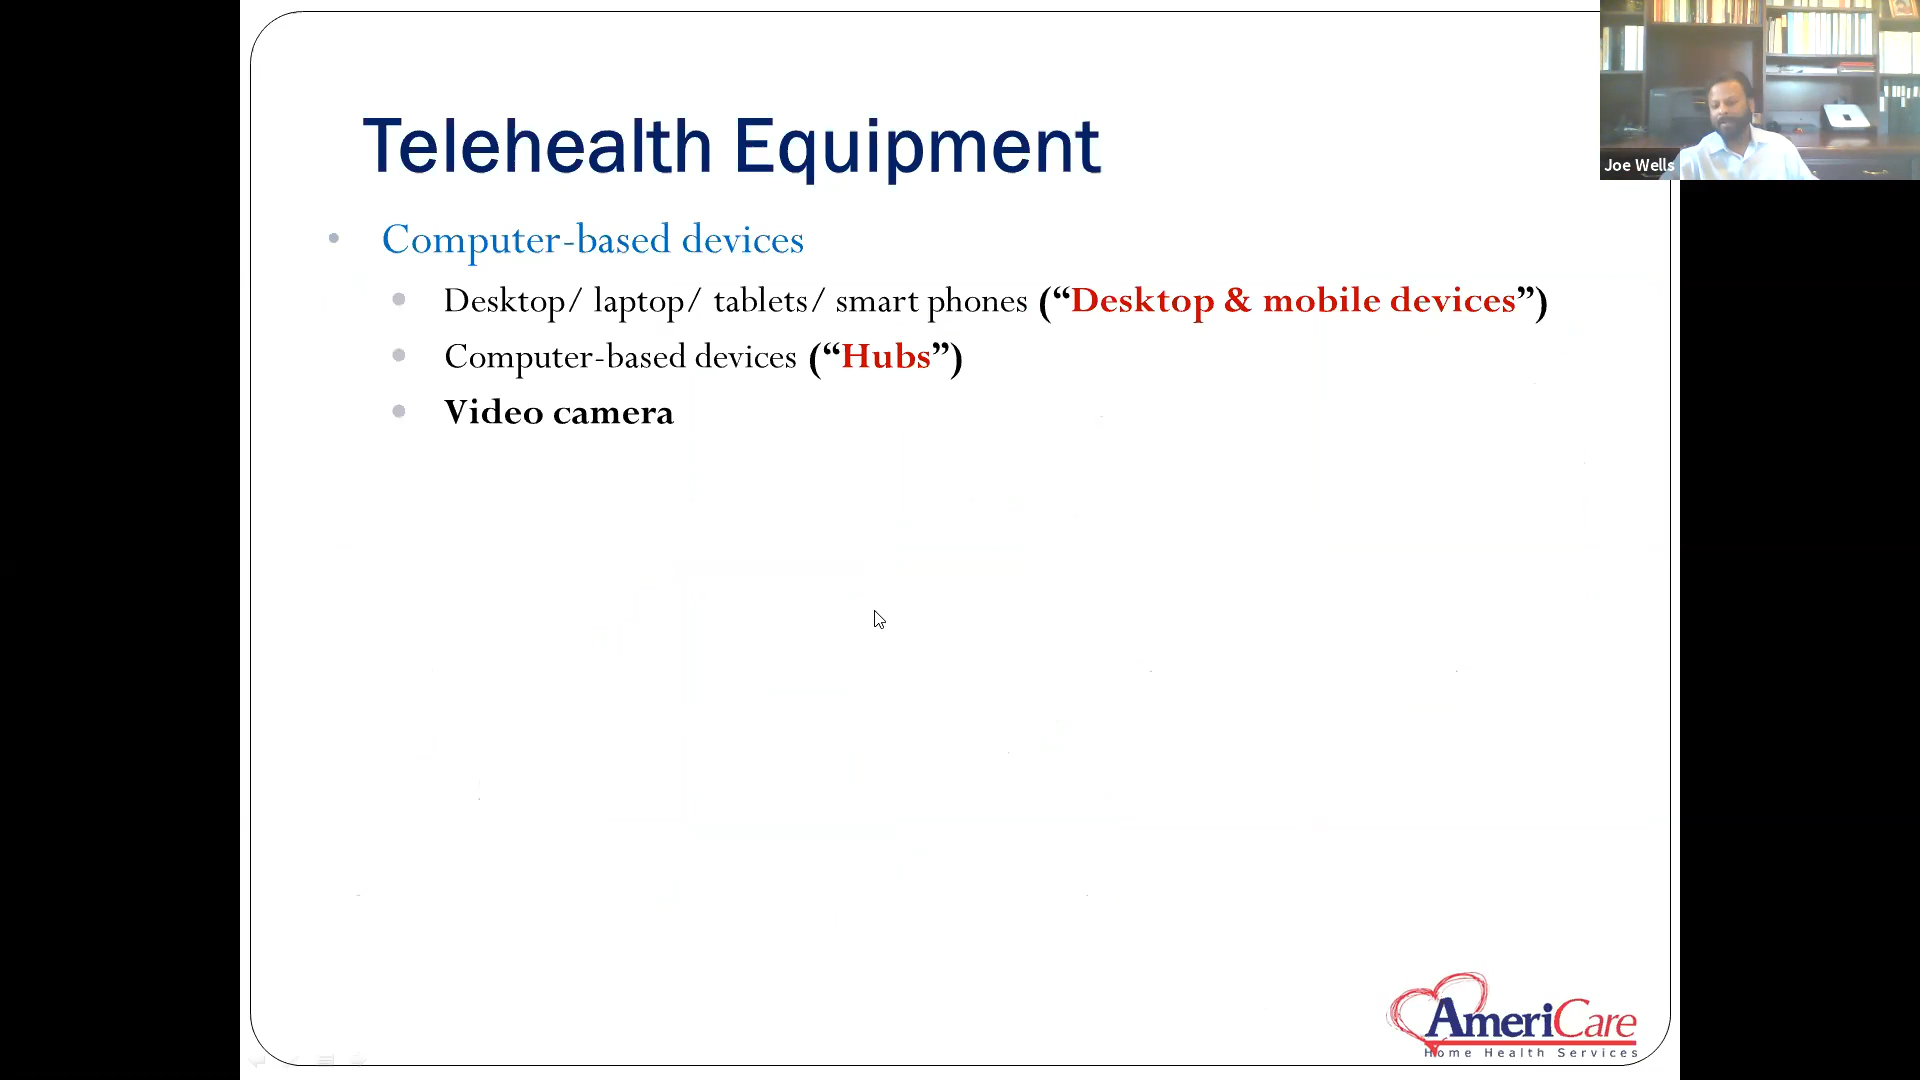 Telehealth Equipment
Joe Wells
• Computer-based devices
• Desktop/ laptop/ tablets/ smart phones (“Desktop & mobile devices”)
• Computer-based devices (“Hubs”)
• Video camera
AmeriCare
Home Health Services